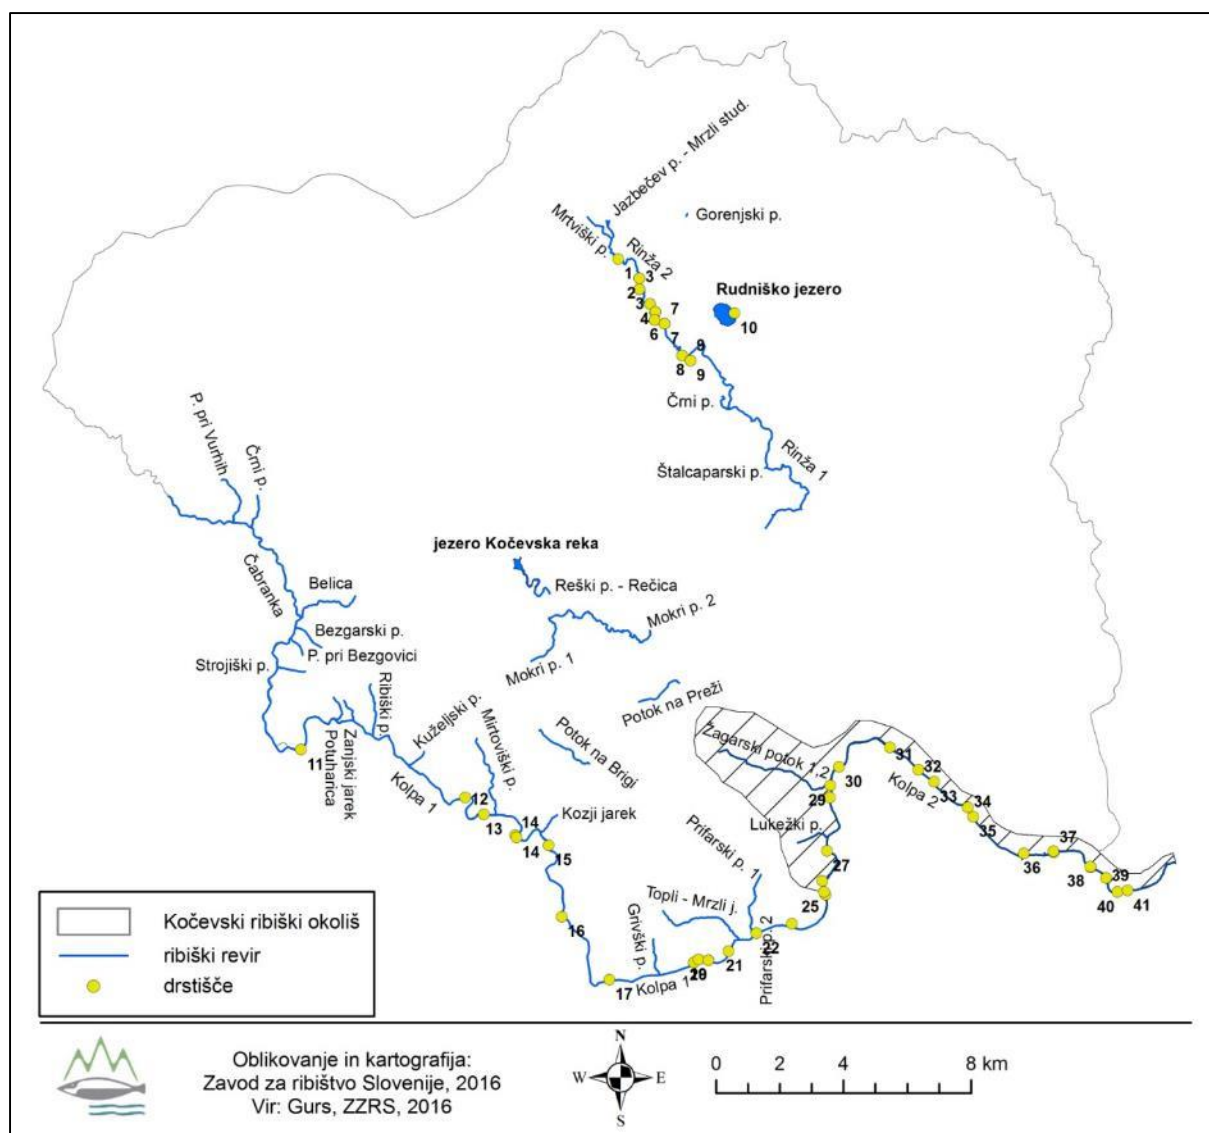 Jazbečev p. - Mrzli stud.
Mrtviški p.
Gorenjski p.
Rinža 2
1
3
2
3
7
4
6
7
Rudniško jezero
10
9
8
9
Črni p.
Rinža 1
Štalcaparski p.
P. pri Vurhih
Črni p.
Čabranka
jezero Kočevska reka
Reški p. - Rečica
Belica
Bezgarski p.
P. pri Bezgovici
Strojiški p.
Mokri p. 2
Mokri p. 1
Ribiški p.
Kuželjski p.
Mirtoviški p.
Potok na Preži
Potok na Brigi
Zanjski jarek
Potuharica
11
Kolpa 1
12
13
14
14
Kozji jarek
15
16
17
Žagarski potok 1,2
30
29
31
32
Kolpa 2
33
34
35
36
37
38
39
40
41
Lukežki p.
27
25
Prifarski p. 1
Topli - Mrzli j.
Grivški p.
22
Prifarski p. 2
21
Kolpa 1
Kočevski ribiški okoliš
ribiški revir
drstišče
Oblikovanje in kartografija:
Zavod za ribištvo Slovenije, 2016
Vir: Gurs, ZZRS, 2016
N
W
E
S
0 2 4 8 km